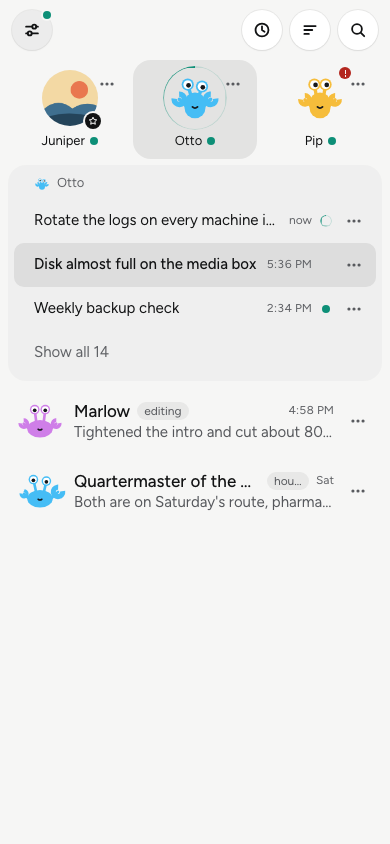 Juniper
Otto
Pip
Otto
Rotate the logs on every machine i... now
Disk almost full on the media box 5:36 PM
Weekly backup check 2:34 PM
Show all 14
Marlow editing 4:58 PM
Tightened the intro and cut about 80...
Quartermaster of the ... hou... Sat
Both are on Saturday's route, pharma...